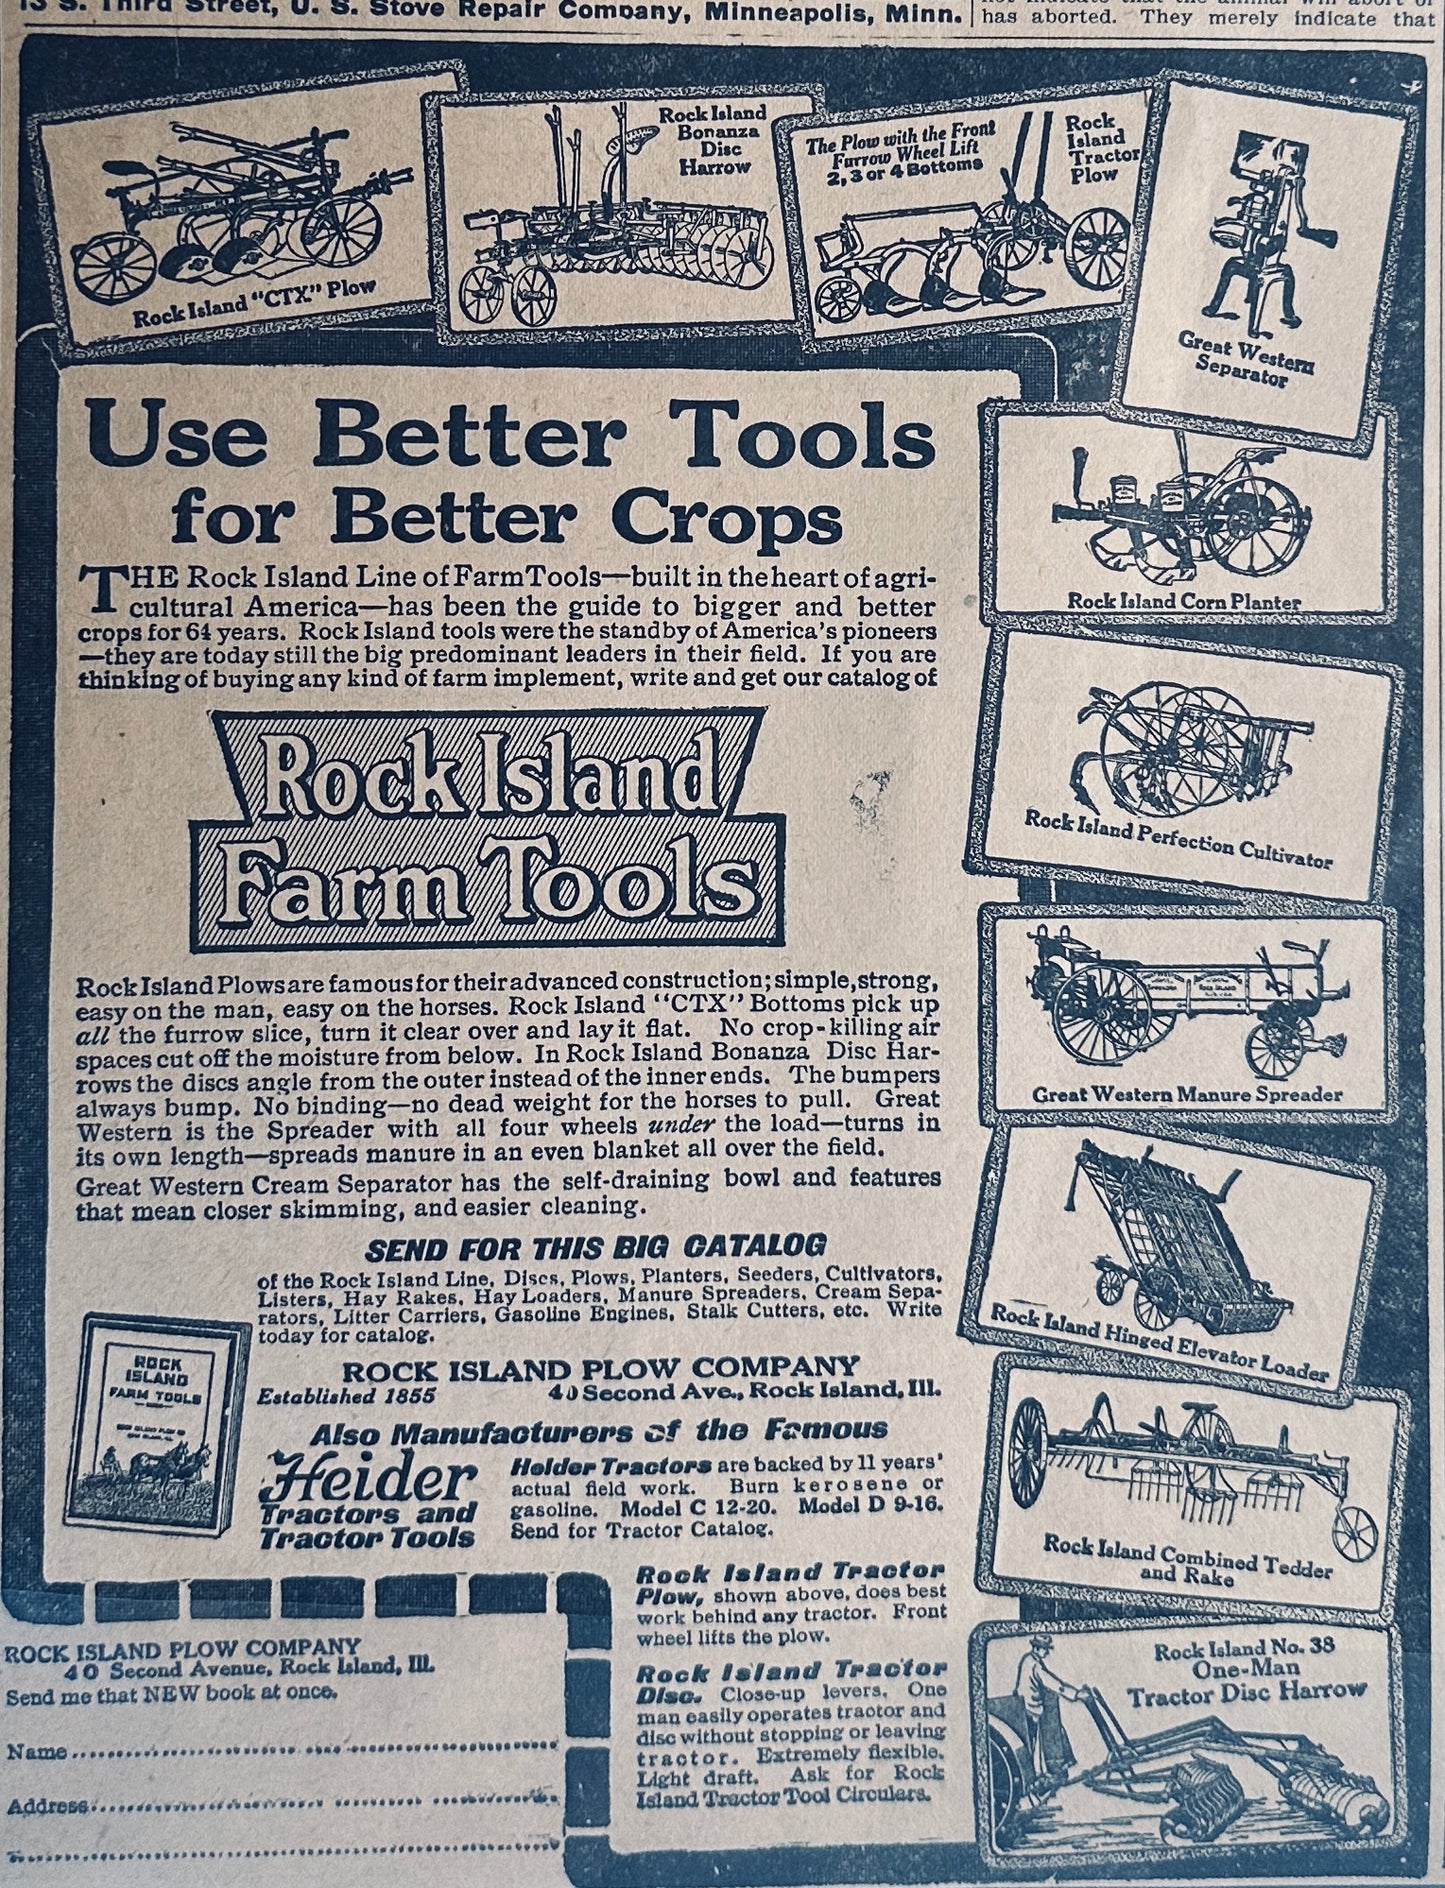 13 S. Third Street, U. S. Stove Repair Company, Minneapolis, Minn.
has aborted. They merely indicate that
Rock Island "CTX" Plow
Rock Island
Bonanza
Disc
Harrow
The Plow with the Front
Furrow Wheel Lift
2, 3 or 4 Bottoms
Rock
Island
Tractor
Plow
Great Western
Separator
Use Better Tools
for Better Crops
THE Rock Island Line of Farm Tools—built in the heart of agri-
cultural America—has been the guide to bigger and better
crops for 64 years. Rock Island tools were the standby of America's pioneers
—they are today still the big predominant leaders in their field. If you are
thinking of buying any kind of farm implement, write and get our catalog of
Rock Island
Farm Tools
Rock Island Plows are famous for their advanced construction; simple, strong,
easy on the man, easy on the horses. Rock Island "CTX" Bottoms pick up
all the furrow slice, turn it clear over and lay it flat. No crop-killing air
spaces cut off the moisture from below. In Rock Island Bonanza Disc Har-
rows the discs angle from the outer instead of the inner ends. The bumpers
always bump. No binding—no dead weight for the horses to pull. Great
Western is the Spreader with all four wheels under the load—turns in
its own length—spreads manure in an even blanket all over the field.
Great Western Cream Separator has the self-draining bowl and features
that mean closer skimming, and easier cleaning.
SEND FOR THIS BIG CATALOG
of the Rock Island Line, Discs, Plows, Planters, Seeders, Cultivators,
Listers, Hay Rakes, Hay Loaders, Manure Spreaders, Cream Sepa-
rators, Litter Carriers, Gasoline Engines, Stalk Cutters, etc. Write
today for catalog.
ROCK ISLAND PLOW COMPANY
Established 1855 40 Second Ave., Rock Island, Ill.
Also Manufacturers of the Famous
Heider
Tractors and
Tractor Tools
Heider Tractors are backed by 11 years'
actual field work. Burn kerosene or
gasoline. Model C 12-20. Model D 9-16.
Send for Tractor Catalog.
ROCK
ISLAND
FARM TOOLS
Rock Island Tractor
Plow, shown above, does best
work behind any tractor. Front
wheel lifts the plow.
Rock Island Tractor
Disc. Close-up levers. One
man easily operates tractor and
disc without stopping or leaving
tractor. Extremely flexible.
Light draft. Ask for Rock
Island Tractor Tool Circulars.
ROCK ISLAND PLOW COMPANY
40 Second Avenue, Rock Island, Ill.
Send me that NEW book at once.
Name
Address
Rock Island Corn Planter
Rock Island Perfection Cultivator
Great Western Manure Spreader
Rock Island Hinged Elevator Loader
Rock Island Combined Tedder
and Rake
Rock Island No. 38
One-Man
Tractor Disc Harrow